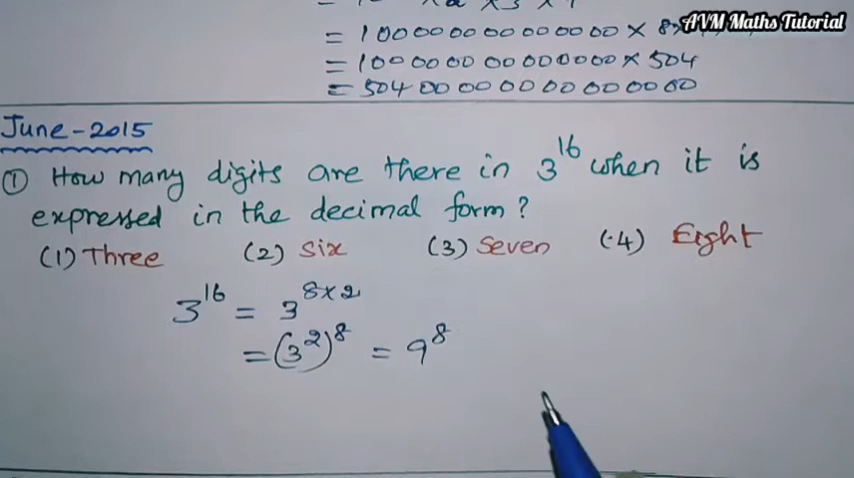 AVM Maths Tutorial
= 1000000000000000 × 8×
= 1000000000000000 × 504
= 504000000000000000
June-2015
① How many digits are there in 3^16 when it is
expressed in the decimal form?
(1) Three (2) Six (3) Seven (4) Eight
3^16 = 3^8×2
= (3^2)^8 = 9^8